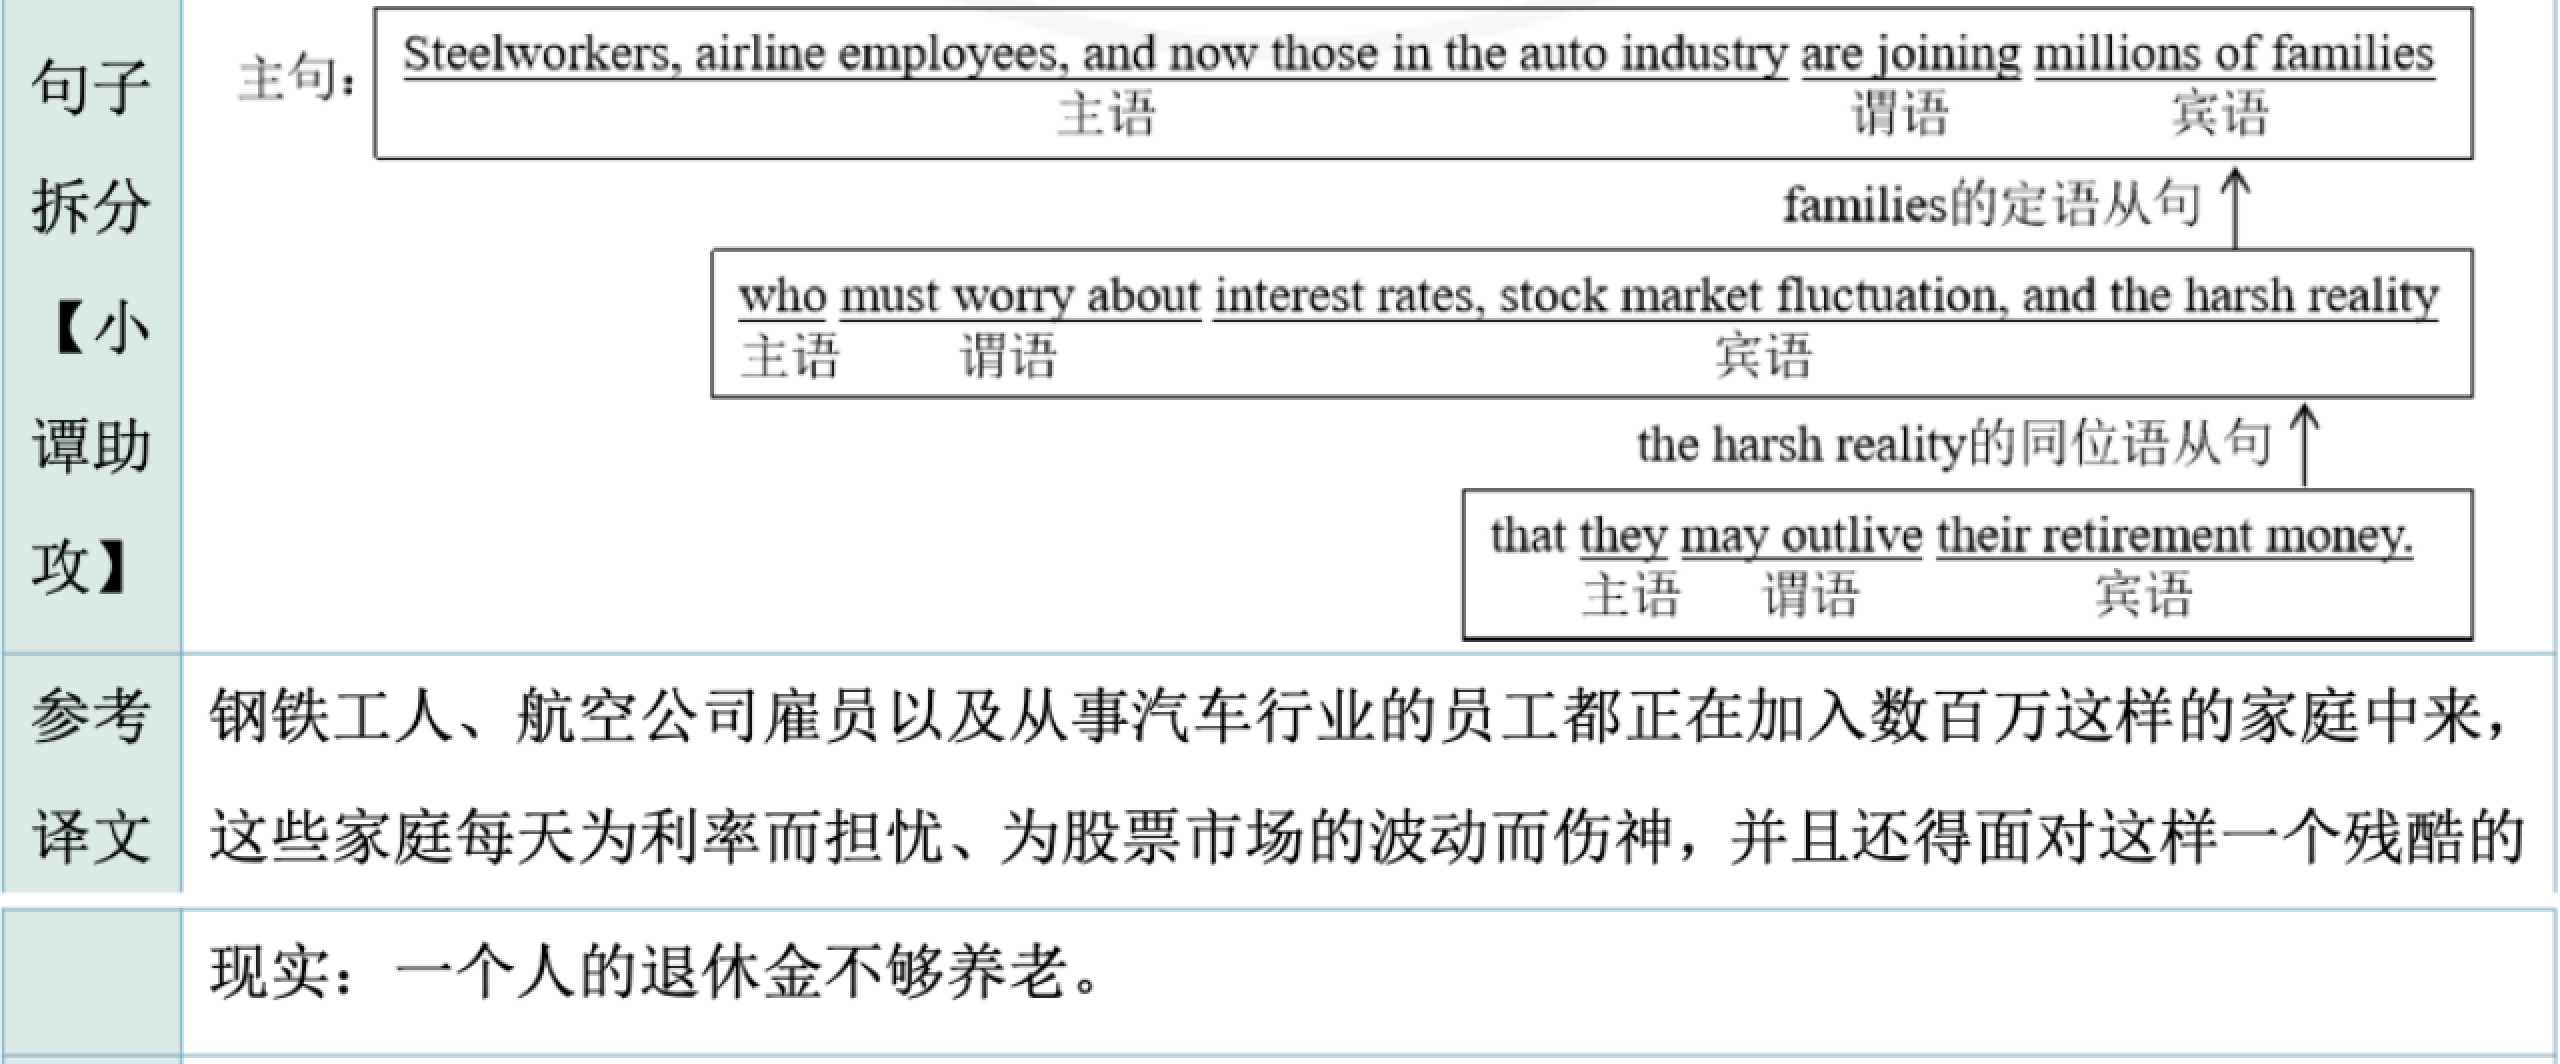 句子
拆分
【小
谭助
攻】
主句：
Steelworkers, airline employees, and now those in the auto industry are joining millions of families
主语 谓语 宾语
families的定语从句
who must worry about interest rates, stock market fluctuation, and the harsh reality
主语 谓语 宾语
the harsh reality的同位语从句
that they may outlive their retirement money.
主语 谓语 宾语
参考
译文
钢铁工人、航空公司雇员以及从事汽车行业的员工都正在加入数百万这样的家庭中来，
这些家庭每天为利率而担忧、为股票市场的波动而伤神，并且还得面对这样一个残酷的
现实：一个人的退休金不够养老。